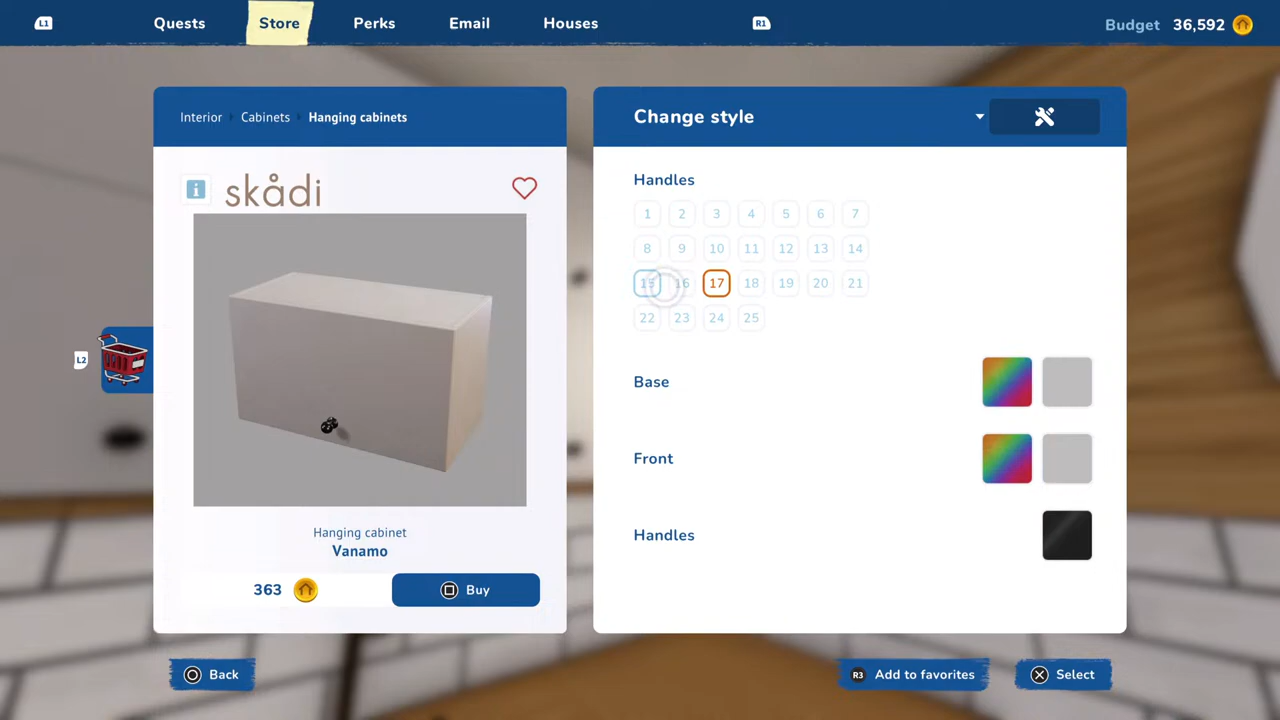 L1 Quests Store Perks Email Houses R1 Budget 36,592
Interior Cabinets Hanging cabinets
Change style
i skådi
Handles
1 2 3 4 5 6 7
8 9 10 11 12 13 14
15 16 17 18 19 20 21
22 23 24 25
L2
Base
Front
Handles
Hanging cabinet
Vanamo
363 Buy
Back
R3 Add to favorites
Select